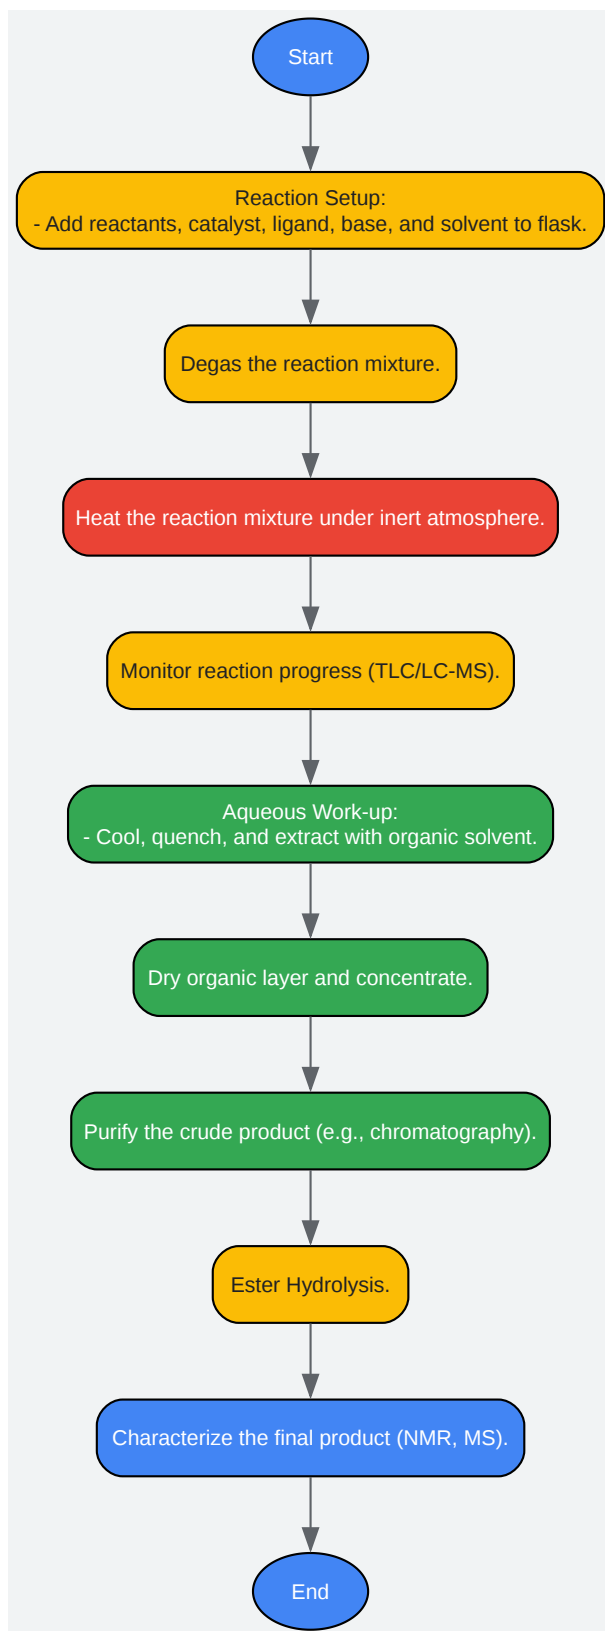 Start
Reaction Setup:
- Add reactants, catalyst, ligand, base, and solvent to flask.
Degas the reaction mixture.
Heat the reaction mixture under inert atmosphere.
Monitor reaction progress (TLC/LC-MS).
Aqueous Work-up:
- Cool, quench, and extract with organic solvent.
Dry organic layer and concentrate.
Purify the crude product (e.g., chromatography).
Ester Hydrolysis.
Characterize the final product (NMR, MS).
End